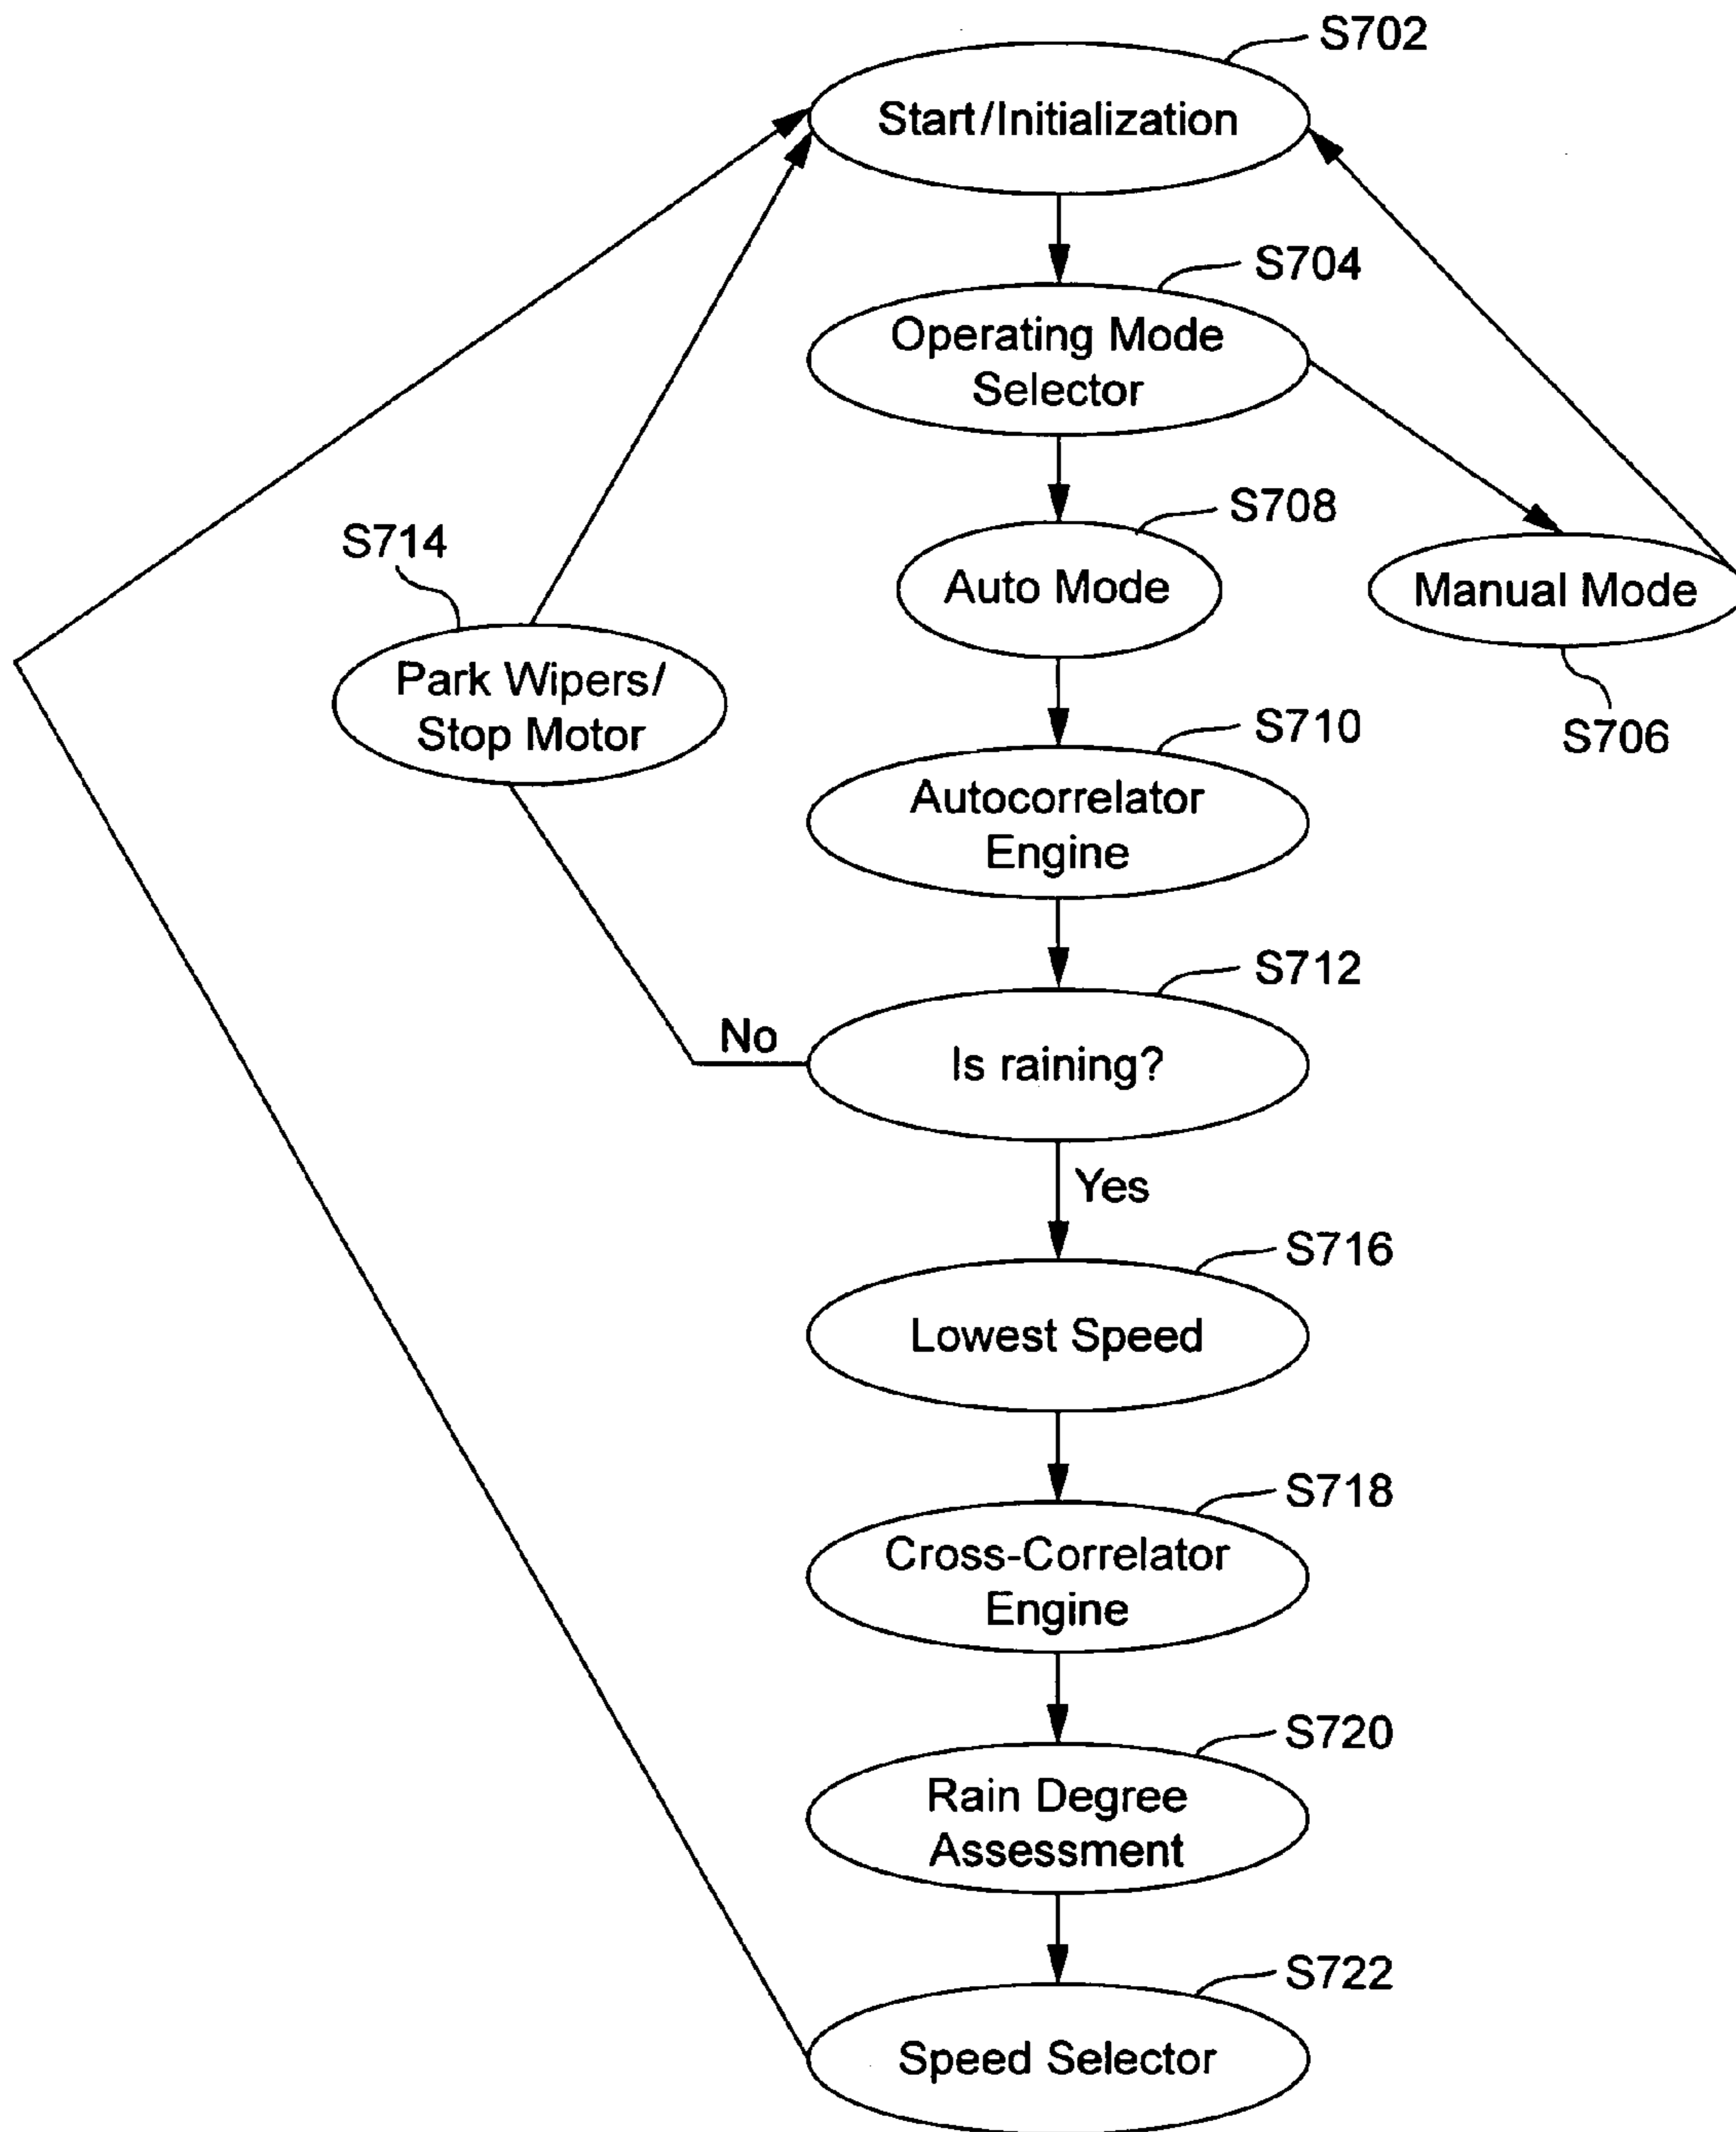 S702
Start/Initialization
S704
Operating Mode
Selector
S708
Auto Mode
Manual Mode
S706
S714
Park Wipers/
Stop Motor
S710
Autocorrelator
Engine
S712
Is raining?
No
Yes
S716
Lowest Speed
S718
Cross-Correlator
Engine
S720
Rain Degree
Assessment
S722
Speed Selector